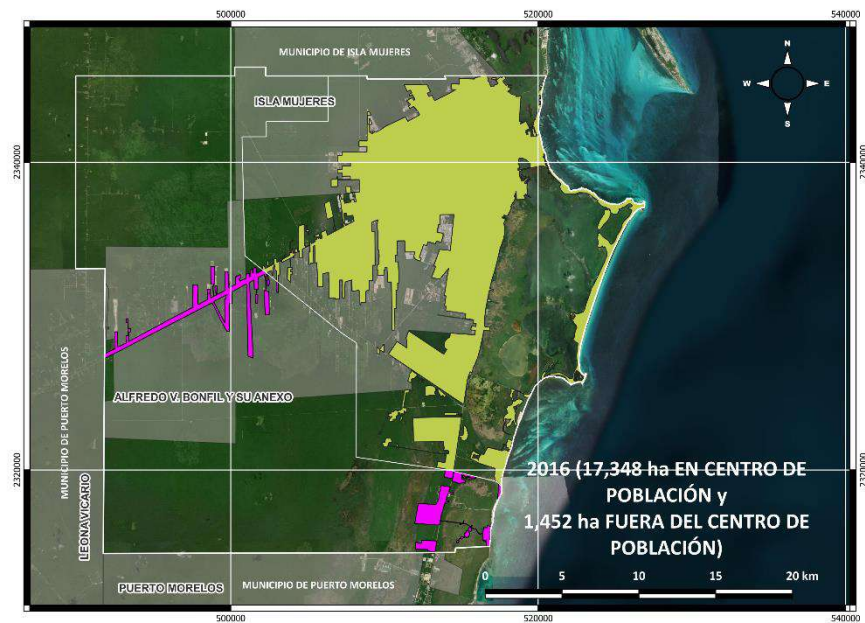 500000
520000
540000
MUNICIPIO DE ISLA MUJERES
N
W
E
S
ISLA MUJERES
2340000
2340000
MUNICIPIO DE PUERTO MORELOS
ALFREDO V. BONFIL Y SU ANEXO
LEONA VICARIO
2320000
2320000
2016 (17,348 ha EN CENTRO DE
POBLACIÓN y
1,452 ha FUERA DEL CENTRO DE
POBLACIÓN)
PUERTO MORELOS
MUNICIPIO DE PUERTO MORELOS
0
5
10
15
20 km
500000
520000
540000